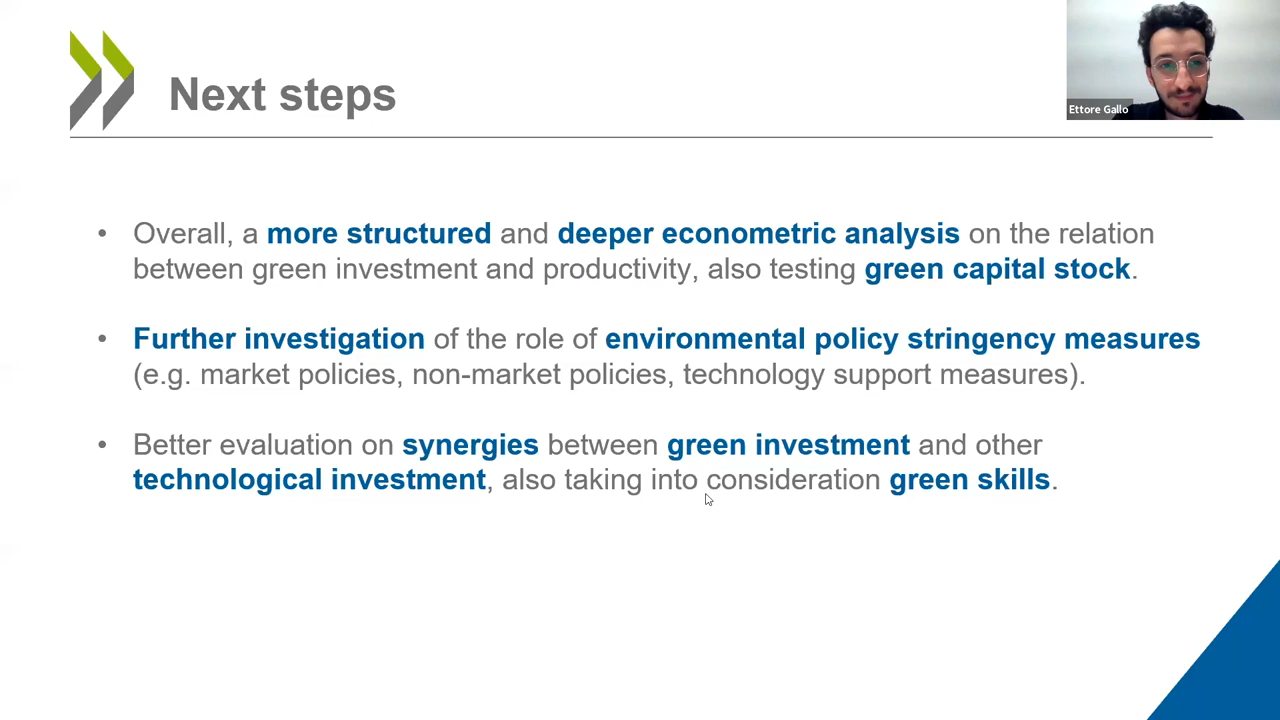 Next steps
Ettore Gallo
• Overall, a more structured and deeper econometric analysis on the relation
between green investment and productivity, also testing green capital stock.
• Further investigation of the role of environmental policy stringency measures
(e.g. market policies, non-market policies, technology support measures).
• Better evaluation on synergies between green investment and other
technological investment, also taking into consideration green skills.